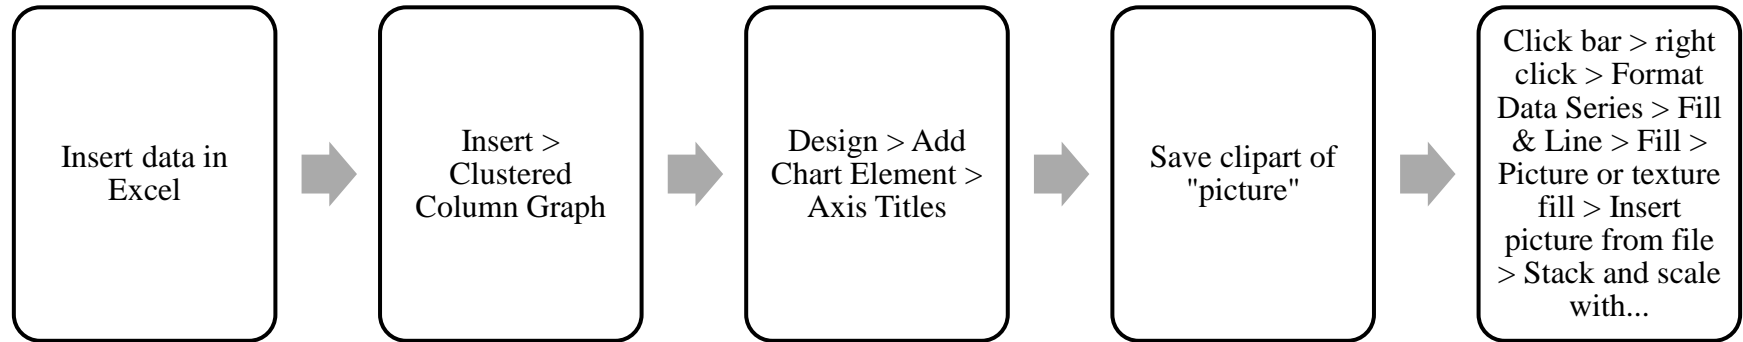 Insert data in
Excel
Insert >
Clustered
Column Graph
Design > Add
Chart Element >
Axis Titles
Save clipart of
"picture"
Click bar > right
click > Format
Data Series > Fill
& Line > Fill >
Picture or texture
fill > Insert
picture from file
> Stack and scale
with...